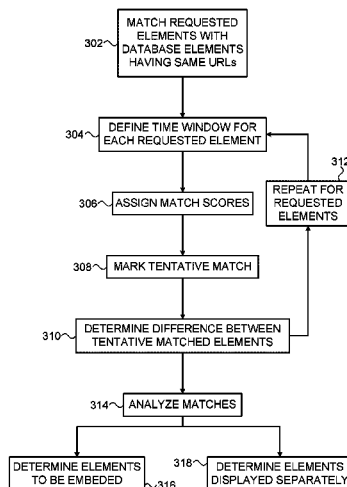 MATCH REQUESTED
ELEMENTS WITH
DATABASE ELEMENTS
HAVING SAME URLs
302
DEFINE TIME WINDOW FOR
EACH REQUESTED ELEMENT
304
312
REPEAT FOR
REQUESTED
ELEMENTS
306
ASSIGN MATCH SCORES
308
MARK TENTATIVE MATCH
310
DETERMINE DIFFERENCE BETWEEN
TENTATIVE MATCHED ELEMENTS
314
ANALYZE MATCHES
DETERMINE ELEMENTS
TO BE EMBEDED
316
318
DETERMINE ELEMENTS
DISPLAYED SEPARATELY